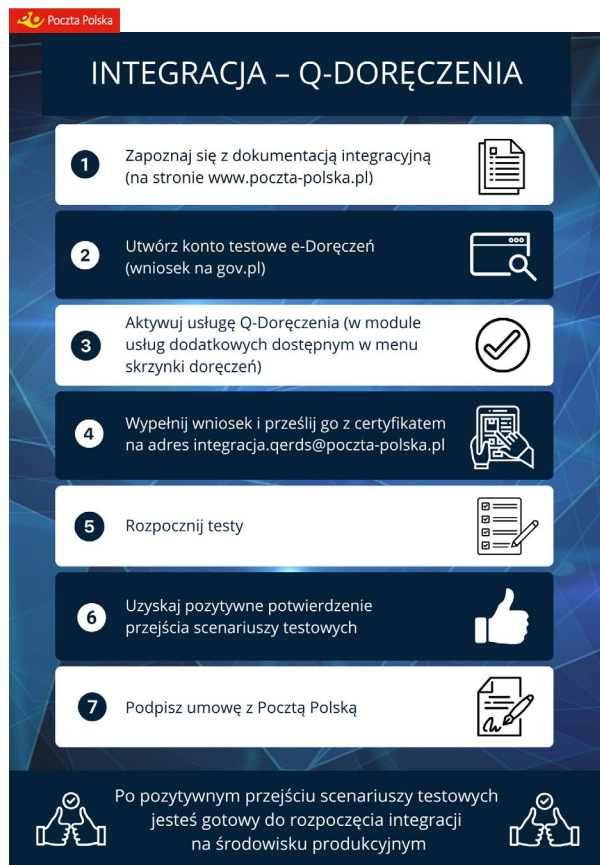 Poczta Polska
INTEGRACJA – Q-DORĘCZENIA
1
Zapoznaj się z dokumentacją integracyjną
(na stronie www.poczta-polska.pl)
2
Utwórz konto testowe e-Doręczeń
(wniosek na gov.pl)
3
Aktywuj usługę Q-Doręczenia (w module
usług dodatkowych dostępnym w menu
skrzynki doręczeń)
4
Wypełnij wniosek i prześlij go z certyfikatem
na adres integracja.qerds@poczta-polska.pl
5
Rozpocznij testy
6
Uzyskaj pozytywne potwierdzenie
przejścia scenariuszy testowych
7
Podpisz umowę z Pocztą Polską
Po pozytywnym przejściu scenariuszy testowych
jesteś gotowy do rozpoczęcia integracji
na środowisku produkcyjnym